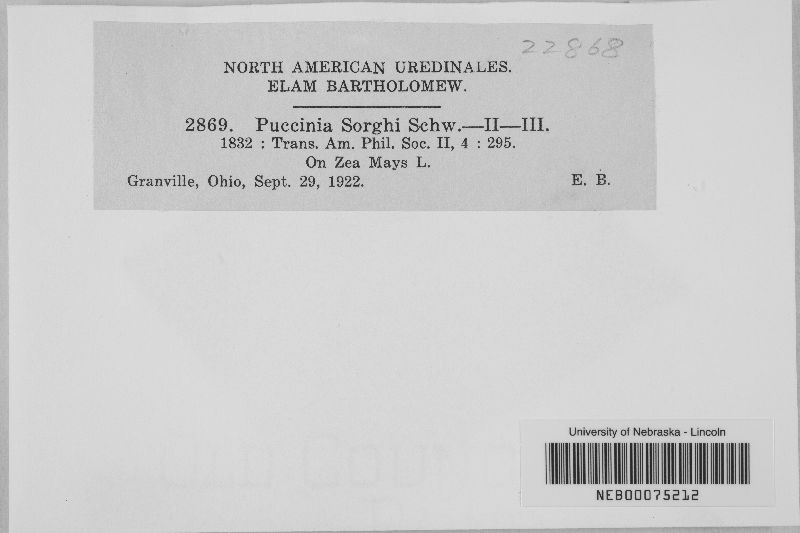 22868
NORTH AMERICAN UREDINALES.
ELAM BARTHOLOMEW.
2869. Puccinia Sorghi Schw.—II—III.
1832 : Trans. Am. Phil. Soc. II, 4 : 295.
On Zea Mays L.
Granville, Ohio, Sept. 29, 1922. E. B.
University of Nebraska - Lincoln
NEB00075212